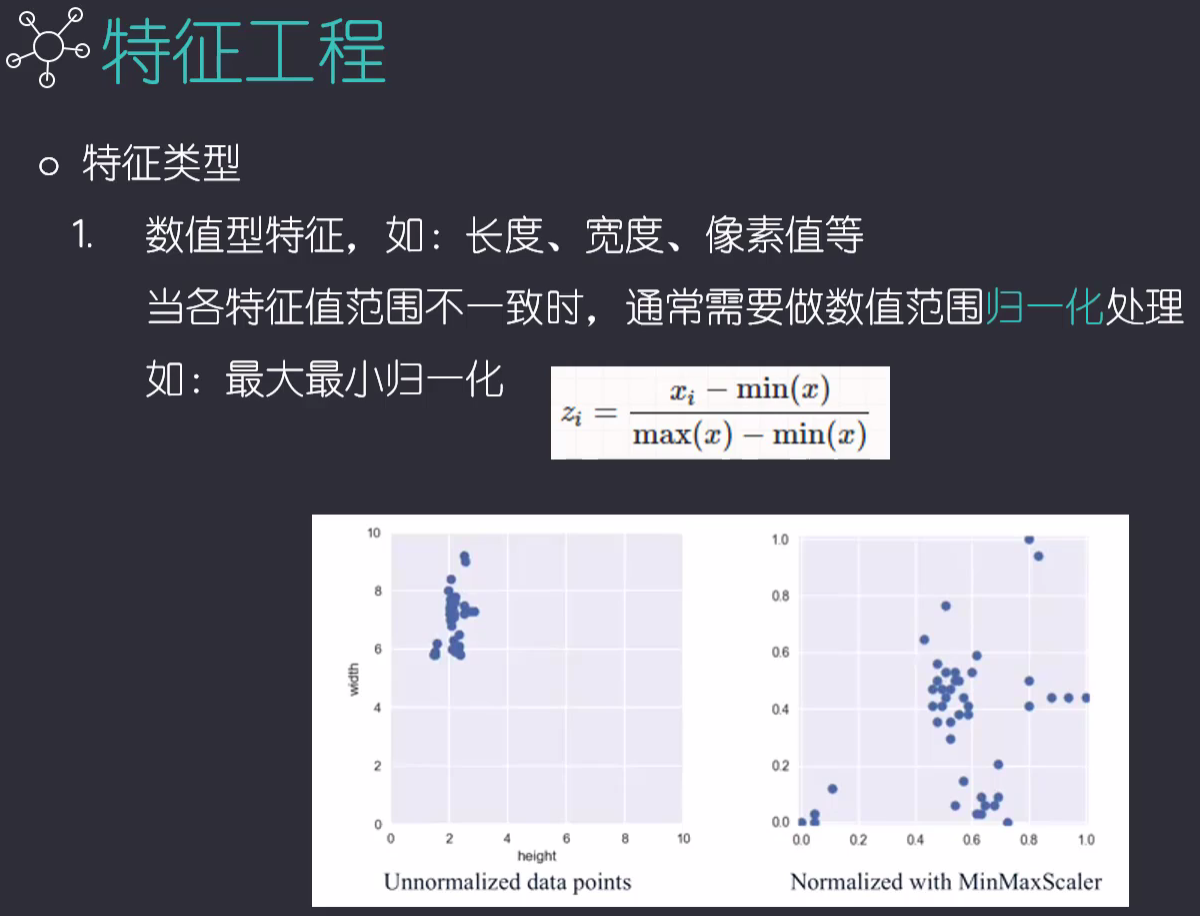 特征工程
特征类型
1. 数值型特征，如：长度、宽度、像素值等
当各特征值范围不一致时，通常需要做数值范围归一化处理
如：最大最小归一化
z_i = (x_i − min(x)) / (max(x) − min(x))
10
8
6
4
2
0
width
0 2 4 6 8 10
height
Unnormalized data points
1.0
0.8
0.6
0.4
0.2
0.0
0.0 0.2 0.4 0.6 0.8 1.0
Normalized with MinMaxScaler